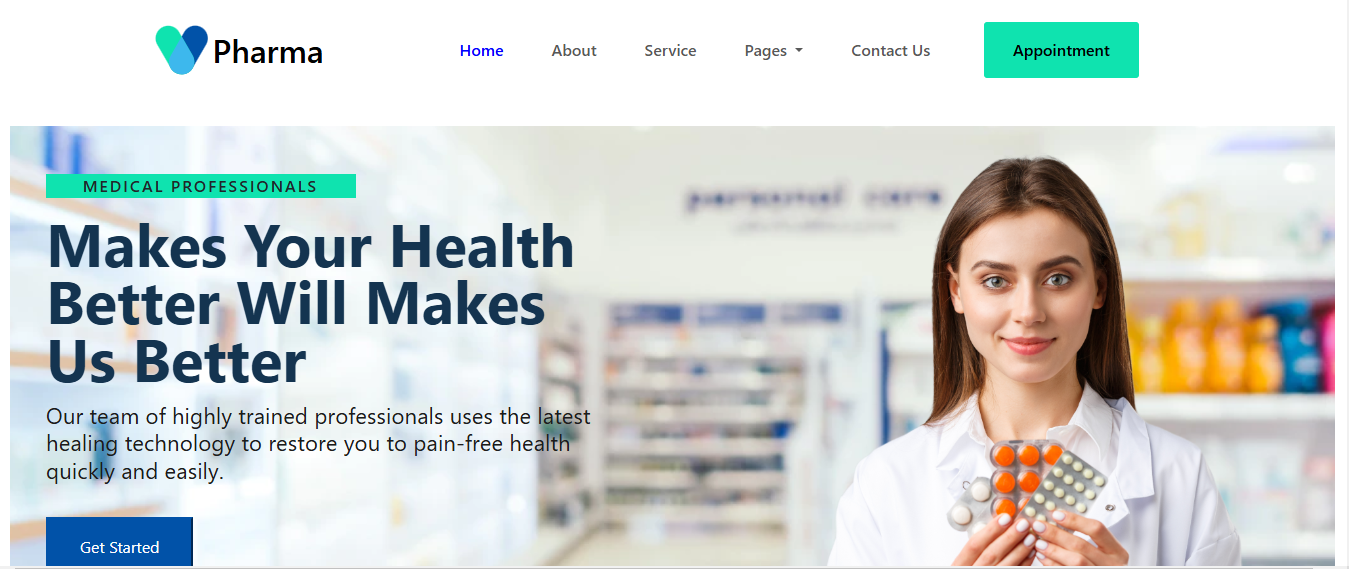 Pharma
Home
About
Service
Pages
Contact Us
Appointment
personal care
MEDICAL PROFESSIONALS
Makes Your Health
Better Will Makes
Us Better
Our team of highly trained professionals uses the latest
healing technology to restore you to pain-free health
quickly and easily.
Get Started